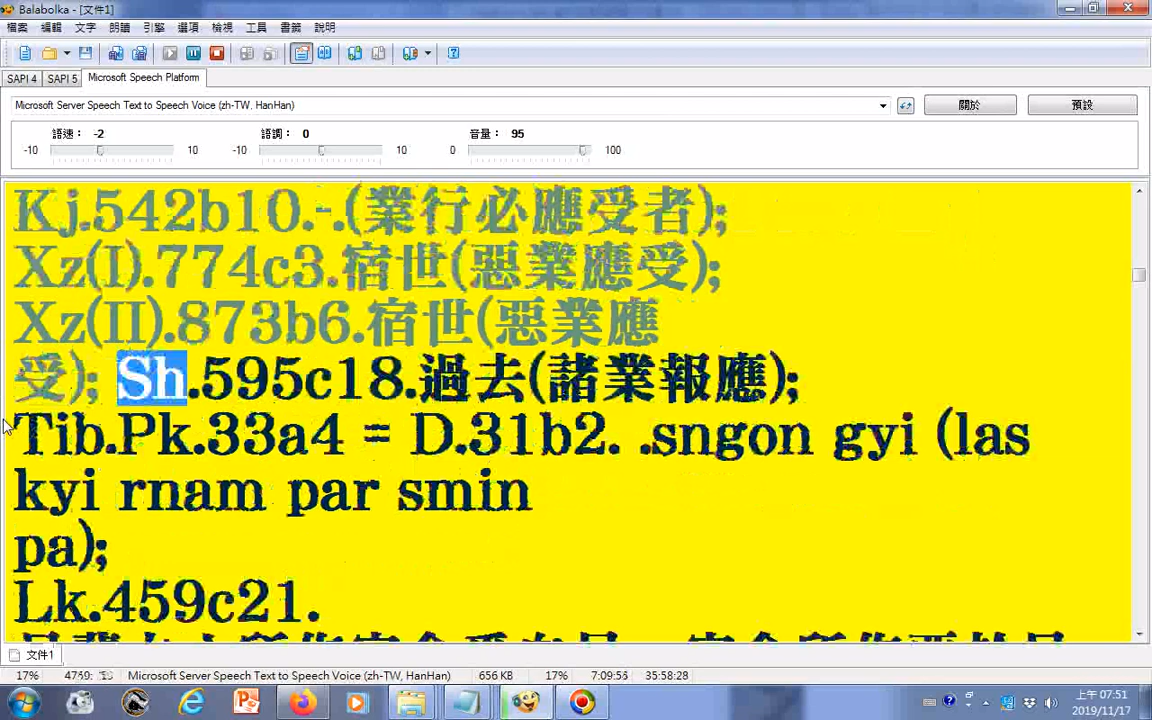 Balabolka - [文件1]
檔案 編輯 文字 朗讀 引擎 選項 檢視 工具 書籤 說明
SAPI 4 SAPI 5 Microsoft Speech Platform
Microsoft Server Speech Text to Speech Voice (zh-TW, HanHan) 關於 預設
語速： -2 語調： 0 音量： 95
-10 10 -10 10 0 100
Kj.542b10.-.(業行必應受者);
Xz(I).774c3.宿世(惡業應受);
Xz(II).873b6.宿世(惡業應
受); Sh.595c18.過去(諸業報應);
Tib.Pk.33a4 = D.31b2. .sngon gyi (las
kyi rnam par smin
pa);
Lk.459c21.
文件1
17% Microsoft Server Speech Text to Speech Voice (zh-TW, HanHan) 656 KB 17% 7:09:53 35:58:28
上午 07:51
2019/11/17